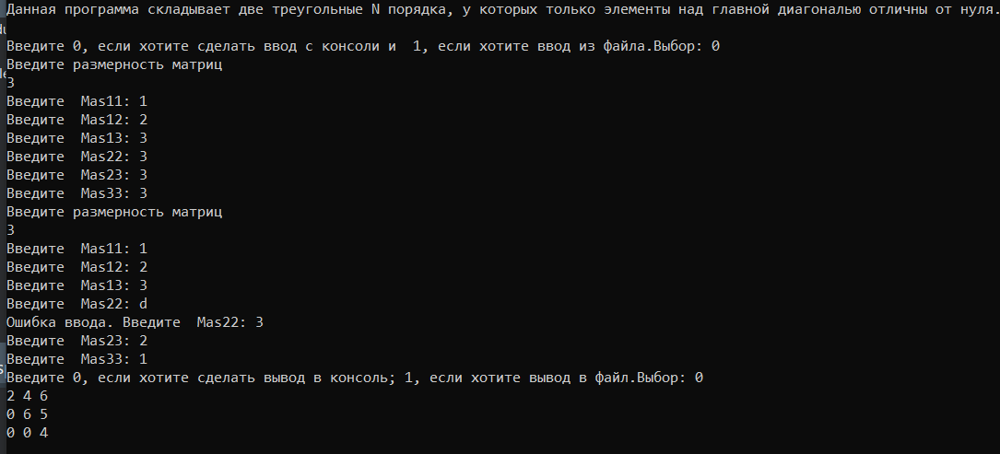 Данная программа складывает две треугольные N порядка, у которых только элементы над главной диагональю отличны от нуля.
Введите 0, если хотите сделать ввод с консоли и  1, если хотите ввод из файла.Выбор: 0
Введите размерность матриц
3
Введите  Mas11: 1
Введите  Mas12: 2
Введите  Mas13: 3
Введите  Mas22: 3
Введите  Mas23: 3
Введите  Mas33: 3
Введите размерность матриц
3
Введите  Mas11: 1
Введите  Mas12: 2
Введите  Mas13: 3
Введите  Mas22: d
Ошибка ввода. Введите  Mas22: 3
Введите  Mas23: 2
Введите  Mas33: 1
Введите 0, если хотите сделать вывод в консоль; 1, если хотите вывод в файл.Выбор: 0
2 4 6
0 6 5
0 0 4